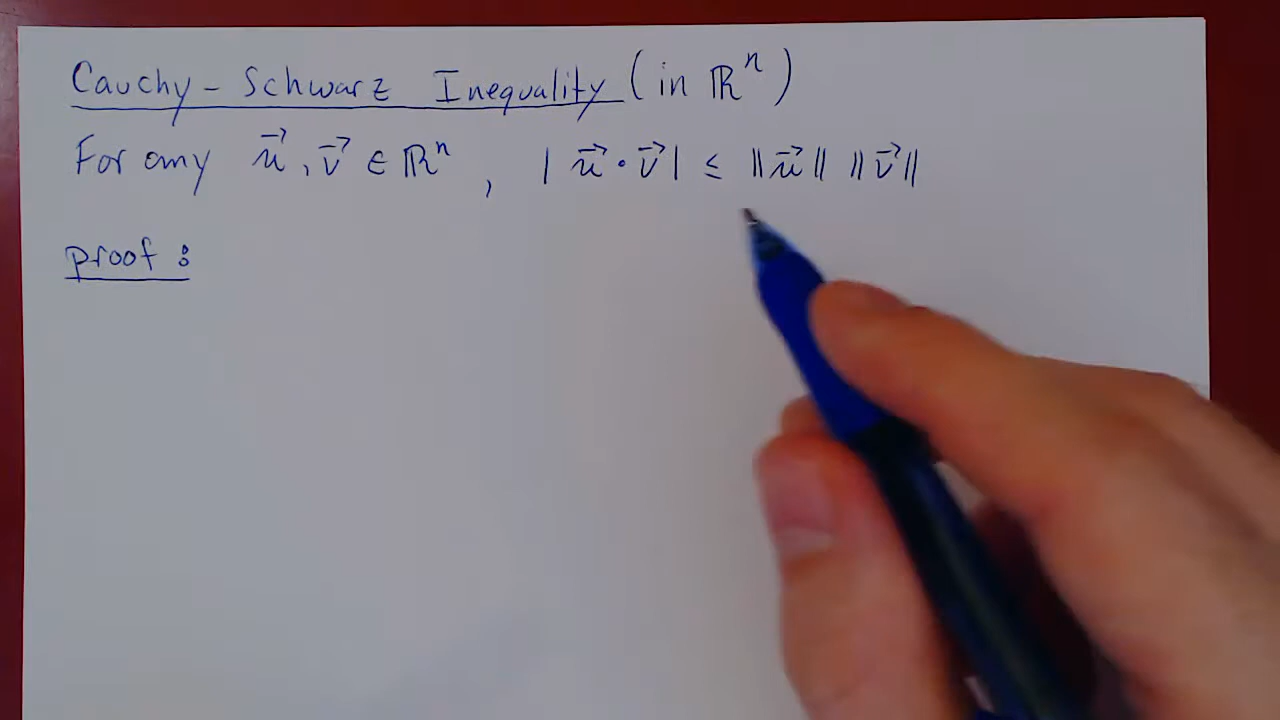 Cauchy - Schwarz Inequality (in ℝⁿ)
For any u⃗, v⃗ ∈ ℝⁿ, | u⃗ · v⃗ | ≤ ‖u⃗‖ ‖v⃗‖
proof :